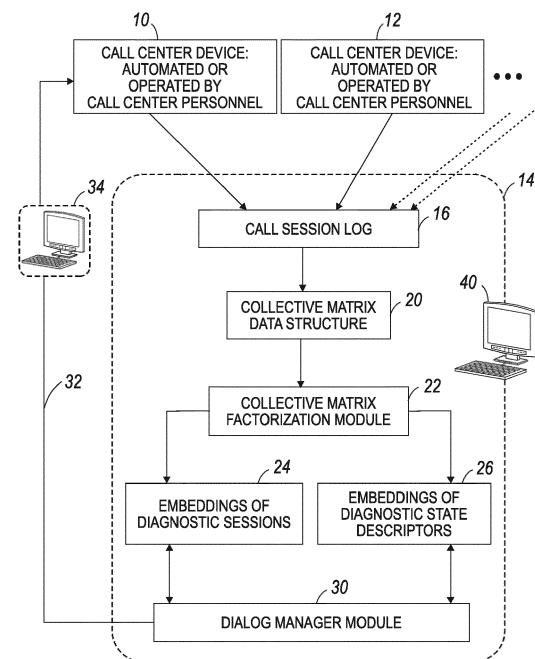 10
12
CALL CENTER DEVICE:
AUTOMATED OR
OPERATED BY
CALL CENTER PERSONNEL
CALL CENTER DEVICE:
AUTOMATED OR
OPERATED BY
CALL CENTER PERSONNEL
34
14
CALL SESSION LOG
16
40
COLLECTIVE MATRIX
DATA STRUCTURE
20
32
COLLECTIVE MATRIX
FACTORIZATION MODULE
22
24
26
EMBEDDINGS OF
DIAGNOSTIC SESSIONS
EMBEDDINGS OF
DIAGNOSTIC STATE
DESCRIPTORS
30
DIALOG MANAGER MODULE